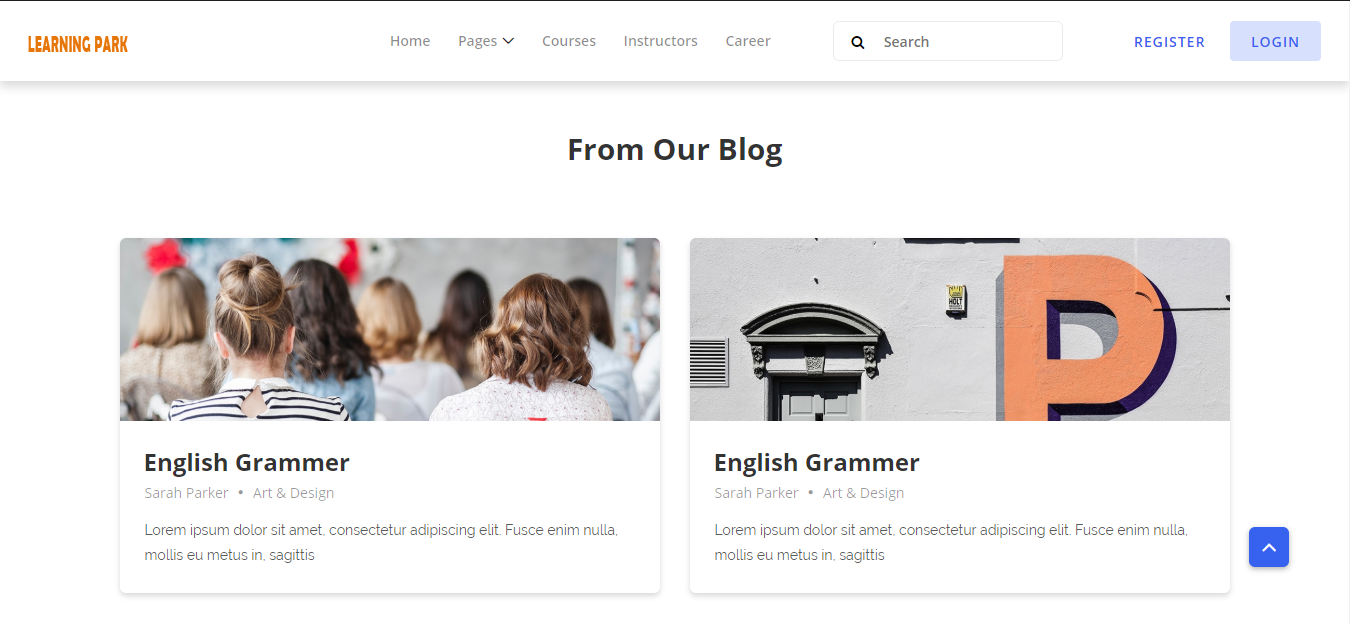 LEARNING PARK
Home Pages Courses Instructors Career
Search
REGISTER LOGIN
From Our Blog
HOLT
P
English Grammer
Sarah Parker • Art & Design
Lorem ipsum dolor sit amet, consectetur adipiscing elit. Fusce enim nulla,
mollis eu metus in, sagittis
English Grammer
Sarah Parker • Art & Design
Lorem ipsum dolor sit amet, consectetur adipiscing elit. Fusce enim nulla,
mollis eu metus in, sagittis